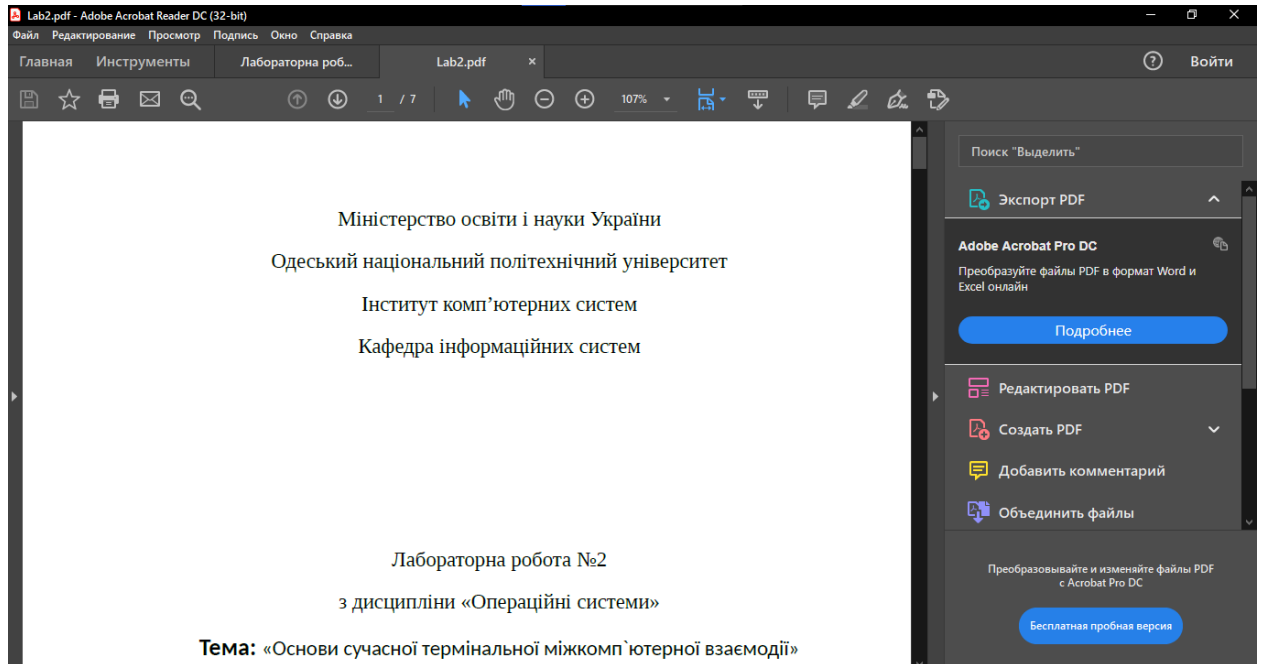 Lab2.pdf - Adobe Acrobat Reader DC (32-bit)
Файл Редактирование Просмотр Подпись Окно Справка
Главная Инструменты Лабораторна роб... Lab2.pdf × Войти
1 / 7 107%
Міністерство освіти і науки України
Одеський національний політехнічний університет
Інститут комп’ютерних систем
Кафедра інформаційних систем
Лабораторна робота №2
з дисципліни «Операційні системи»
Тема: «Основи сучасної термінальної міжкомп`ютерної взаємодії»
Поиск "Выделить"
Экспорт PDF
Adobe Acrobat Pro DC
Преобразуйте файлы PDF в формат Word и
Excel онлайн
Подробнее
Редактировать PDF
Создать PDF
Добавить комментарий
Объединить файлы
Преобразовывайте и изменяйте файлы PDF
с Acrobat Pro DC
Бесплатная пробная версия